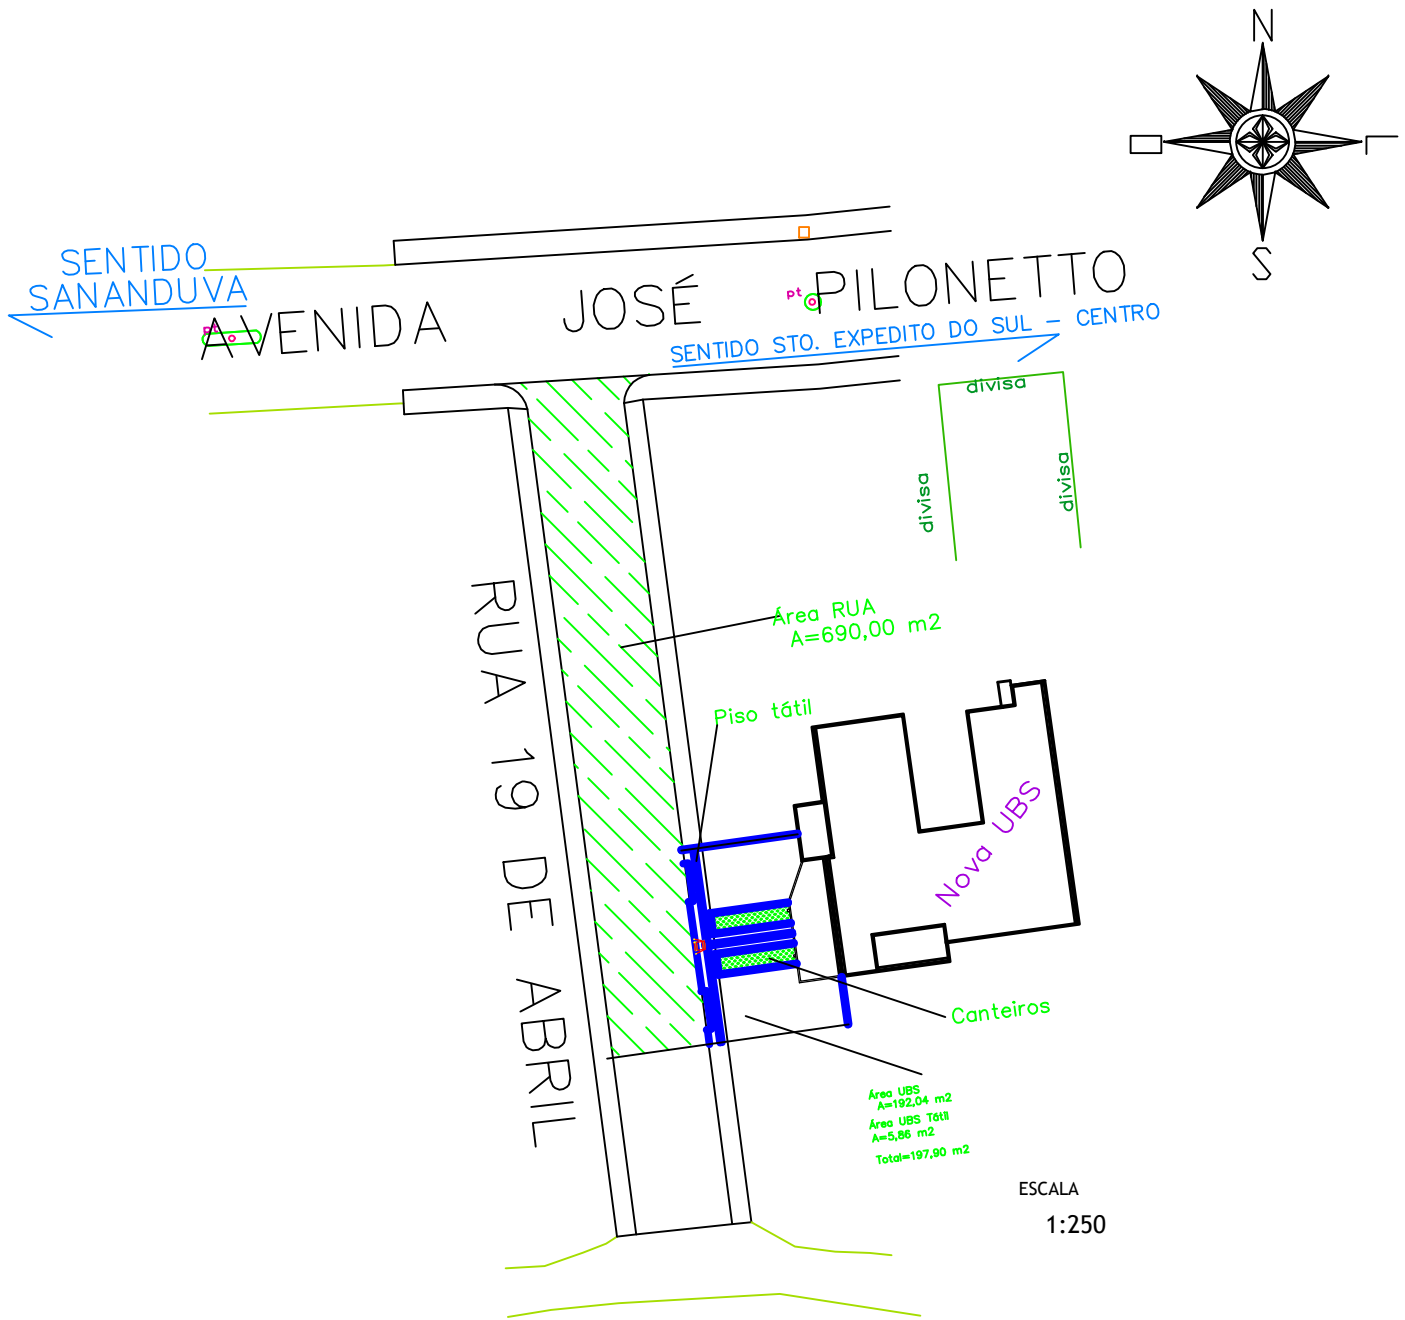 N
O
L
S
SENTIDO
SANANDUVA
AVENIDA JOSÉ PILONETTO
pt
pt
SENTIDO STO. EXPEDITO DO SUL - CENTRO
divisa
divisa
divisa
RUA 19 DE ABRIL
Área RUA
A=690,00 m2
Piso tátil
Nova UBS
Canteiros
Área UBS
A=192,04 m2
Área UBS Tátil
A=5,86 m2
Total=197,90 m2
ESCALA
1:250